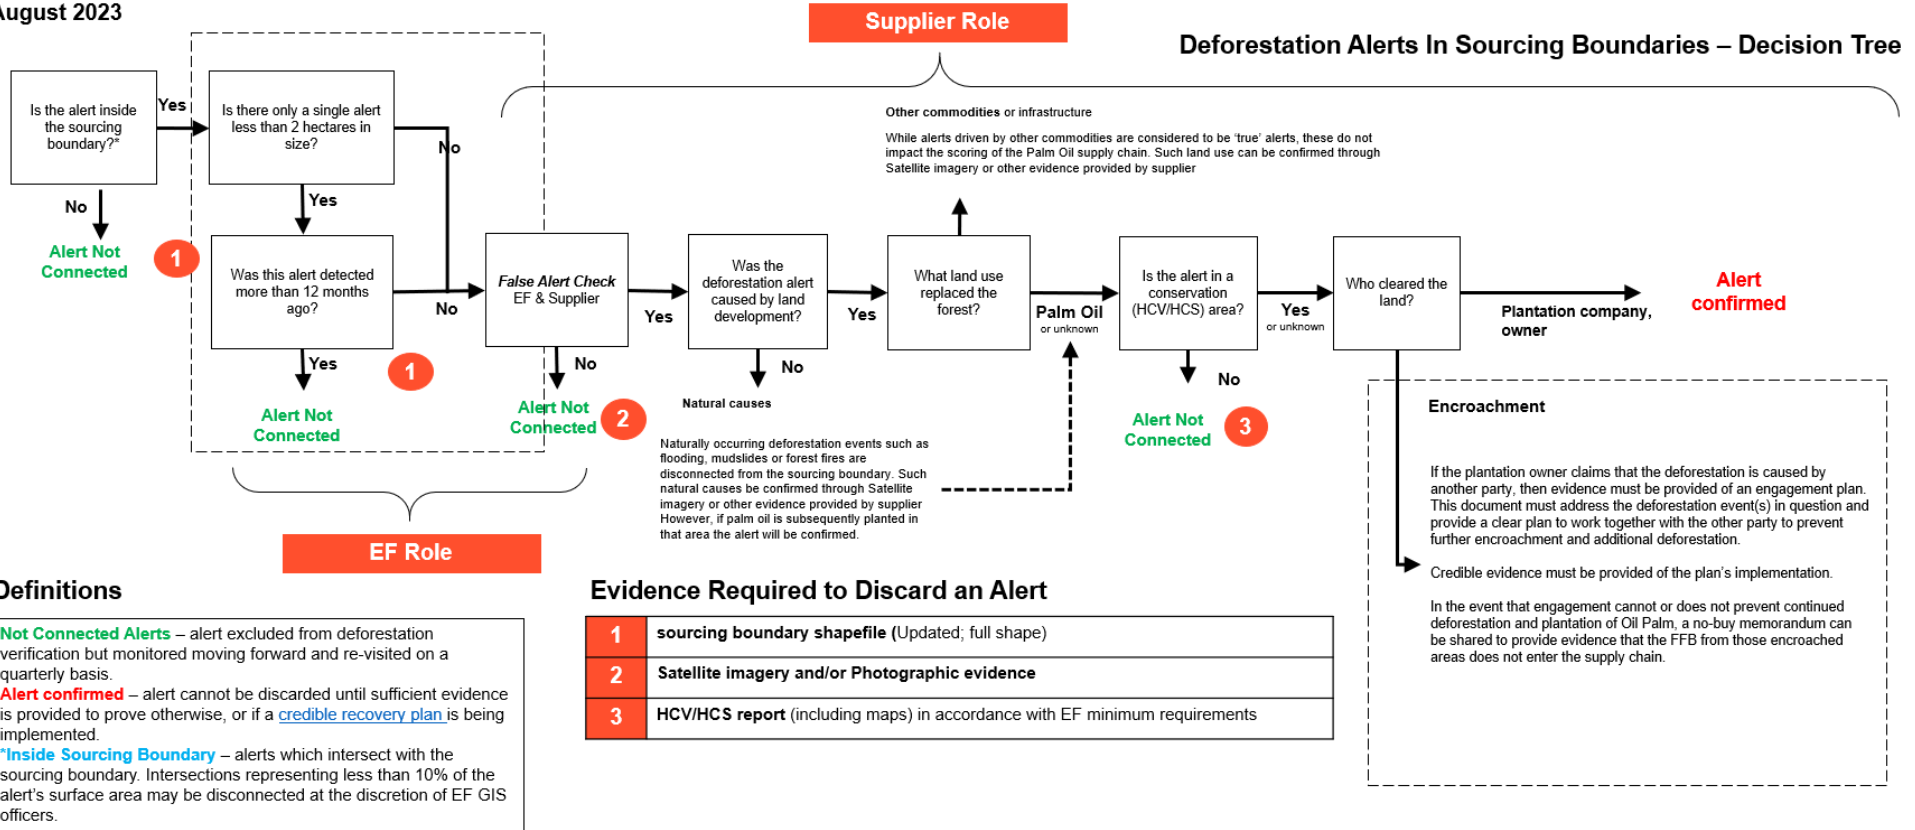 August 2023
Supplier Role
Deforestation Alerts In Sourcing Boundaries – Decision Tree
Is the alert inside
the sourcing
boundary?*
Yes
No
Alert Not
Connected
1
Is there only a single alert
less than 2 hectares in
size?
No
Yes
Was this alert detected
more than 12 months
ago?
No
Yes
1
Alert Not
Connected
False Alert Check
EF & Supplier
Yes
No
Alert Not
Connected
2
Was the
deforestation alert
caused by land
development?
Yes
No
Natural causes
Naturally occurring deforestation events such as
flooding, mudslides or forest fires are
disconnected from the sourcing boundary. Such
natural causes be confirmed through Satellite
imagery or other evidence provided by supplier
However, if palm oil is subsequently planted in
that area the alert will be confirmed.
Other commodities or infrastructure
While alerts driven by other commodities are considered to be ‘true’ alerts, these do not
impact the scoring of the Palm Oil supply chain. Such land use can be confirmed through
Satellite imagery or other evidence provided by supplier
What land use
replaced the
forest?
Palm Oil
or unknown
Is the alert in a
conservation
(HCV/HCS) area?
Yes
or unknown
No
Alert Not
Connected
3
Who cleared the
land?
Plantation company,
owner
Alert
confirmed
Encroachment
If the plantation owner claims that the deforestation is caused by
another party, then evidence must be provided of an engagement plan.
This document must address the deforestation event(s) in question and
provide a clear plan to work together with the other party to prevent
further encroachment and additional deforestation.
Credible evidence must be provided of the plan’s implementation.
In the event that engagement cannot or does not prevent continued
deforestation and plantation of Oil Palm, a no-buy memorandum can
be shared to provide evidence that the FFB from those encroached
areas does not enter the supply chain.
EF Role
Definitions
Not Connected Alerts – alert excluded from deforestation
verification but monitored moving forward and re-visited on a
quarterly basis.
Alert confirmed – alert cannot be discarded until sufficient evidence
is provided to prove otherwise, or if a credible recovery plan is being
implemented.
*Inside Sourcing Boundary – alerts which intersect with the
sourcing boundary. Intersections representing less than 10% of the
alert’s surface area may be disconnected at the discretion of EF GIS
officers.
Evidence Required to Discard an Alert
1 sourcing boundary shapefile (Updated; full shape)
2 Satellite imagery and/or Photographic evidence
3 HCV/HCS report (including maps) in accordance with EF minimum requirements